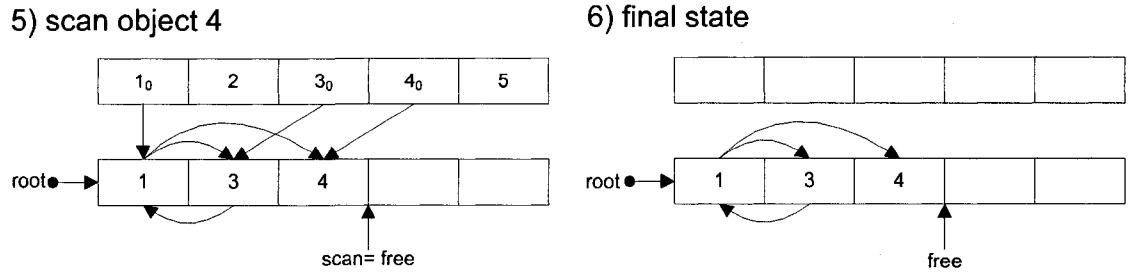 5) scan object 4
6) final state
1₀ 2 3₀ 4₀ 5
root 1 3 4
root 1 3 4
scan= free
free